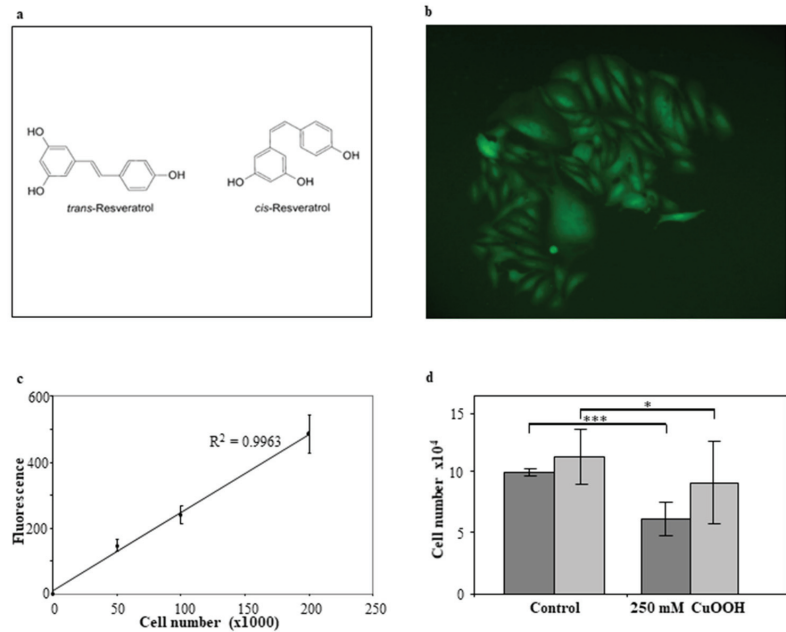 a
b
HO
HO
OH
trans-Resveratrol
OH
HO
OH
cis-Resveratrol
c
d
600
400
200
0
Fluorescence
R² = 0.9963
0
50
100
150
200
250
Cell number (x1000)
15
10
5
0
Cell number x10⁴
***
*
Control
250 mM CuOOH